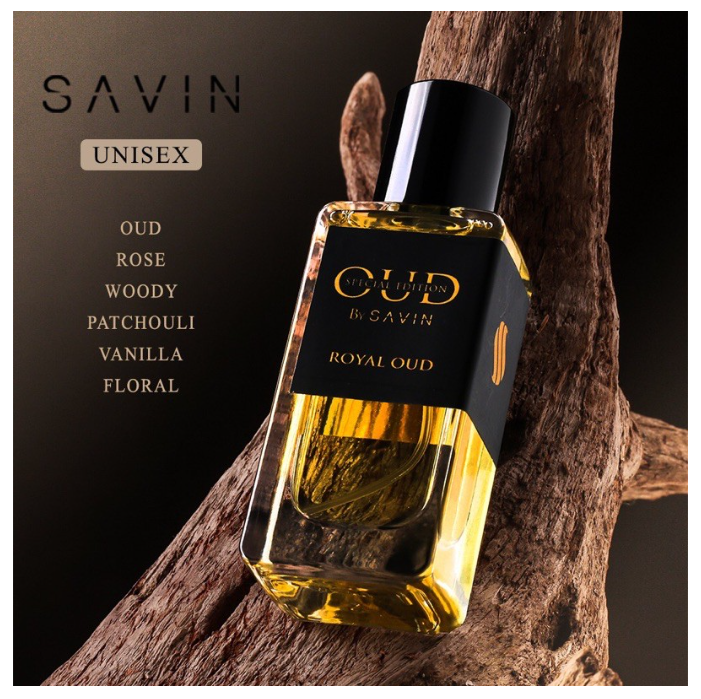 SAVIN
UNISEX
OUD
ROSE
WOODY
PATCHOULI
VANILLA
FLORAL
OUD
SPECIAL EDITION
By SAVIN
ROYAL OUD